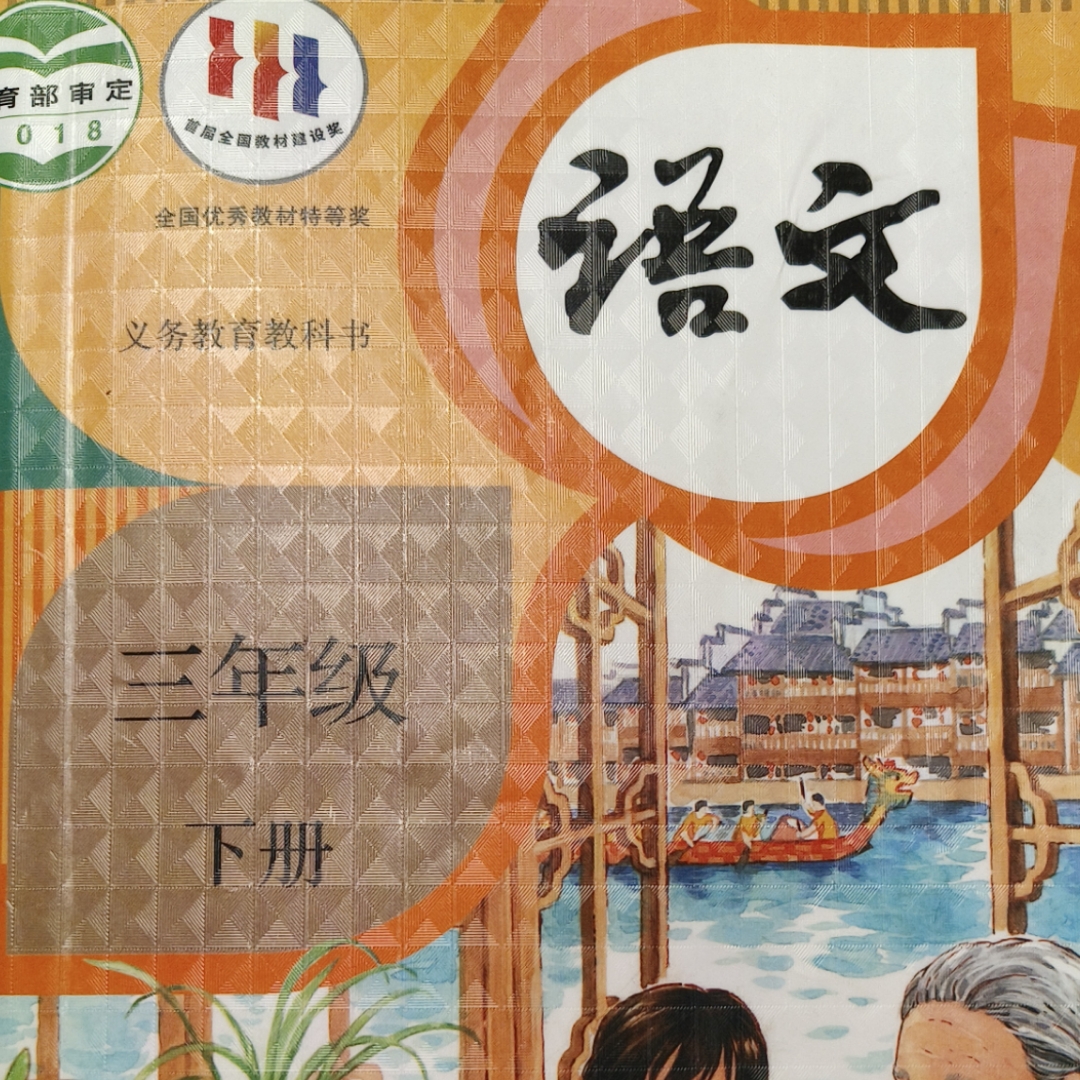 育部审定
018
首届全国教材建设奖
全国优秀教材特等奖
义务教育教科书
语文
三年级
下册